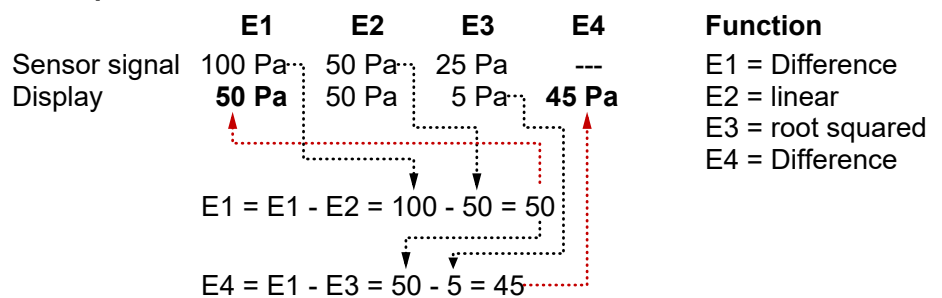 E1 E2 E3 E4 Function
Sensor signal 100 Pa 50 Pa 25 Pa --- E1 = Difference
Display 50 Pa 50 Pa 5 Pa 45 Pa E2 = linear
E3 = root squared
E4 = Difference
E1 = E1 - E2 = 100 - 50 = 50
E4 = E1 - E3 = 50 - 5 = 45